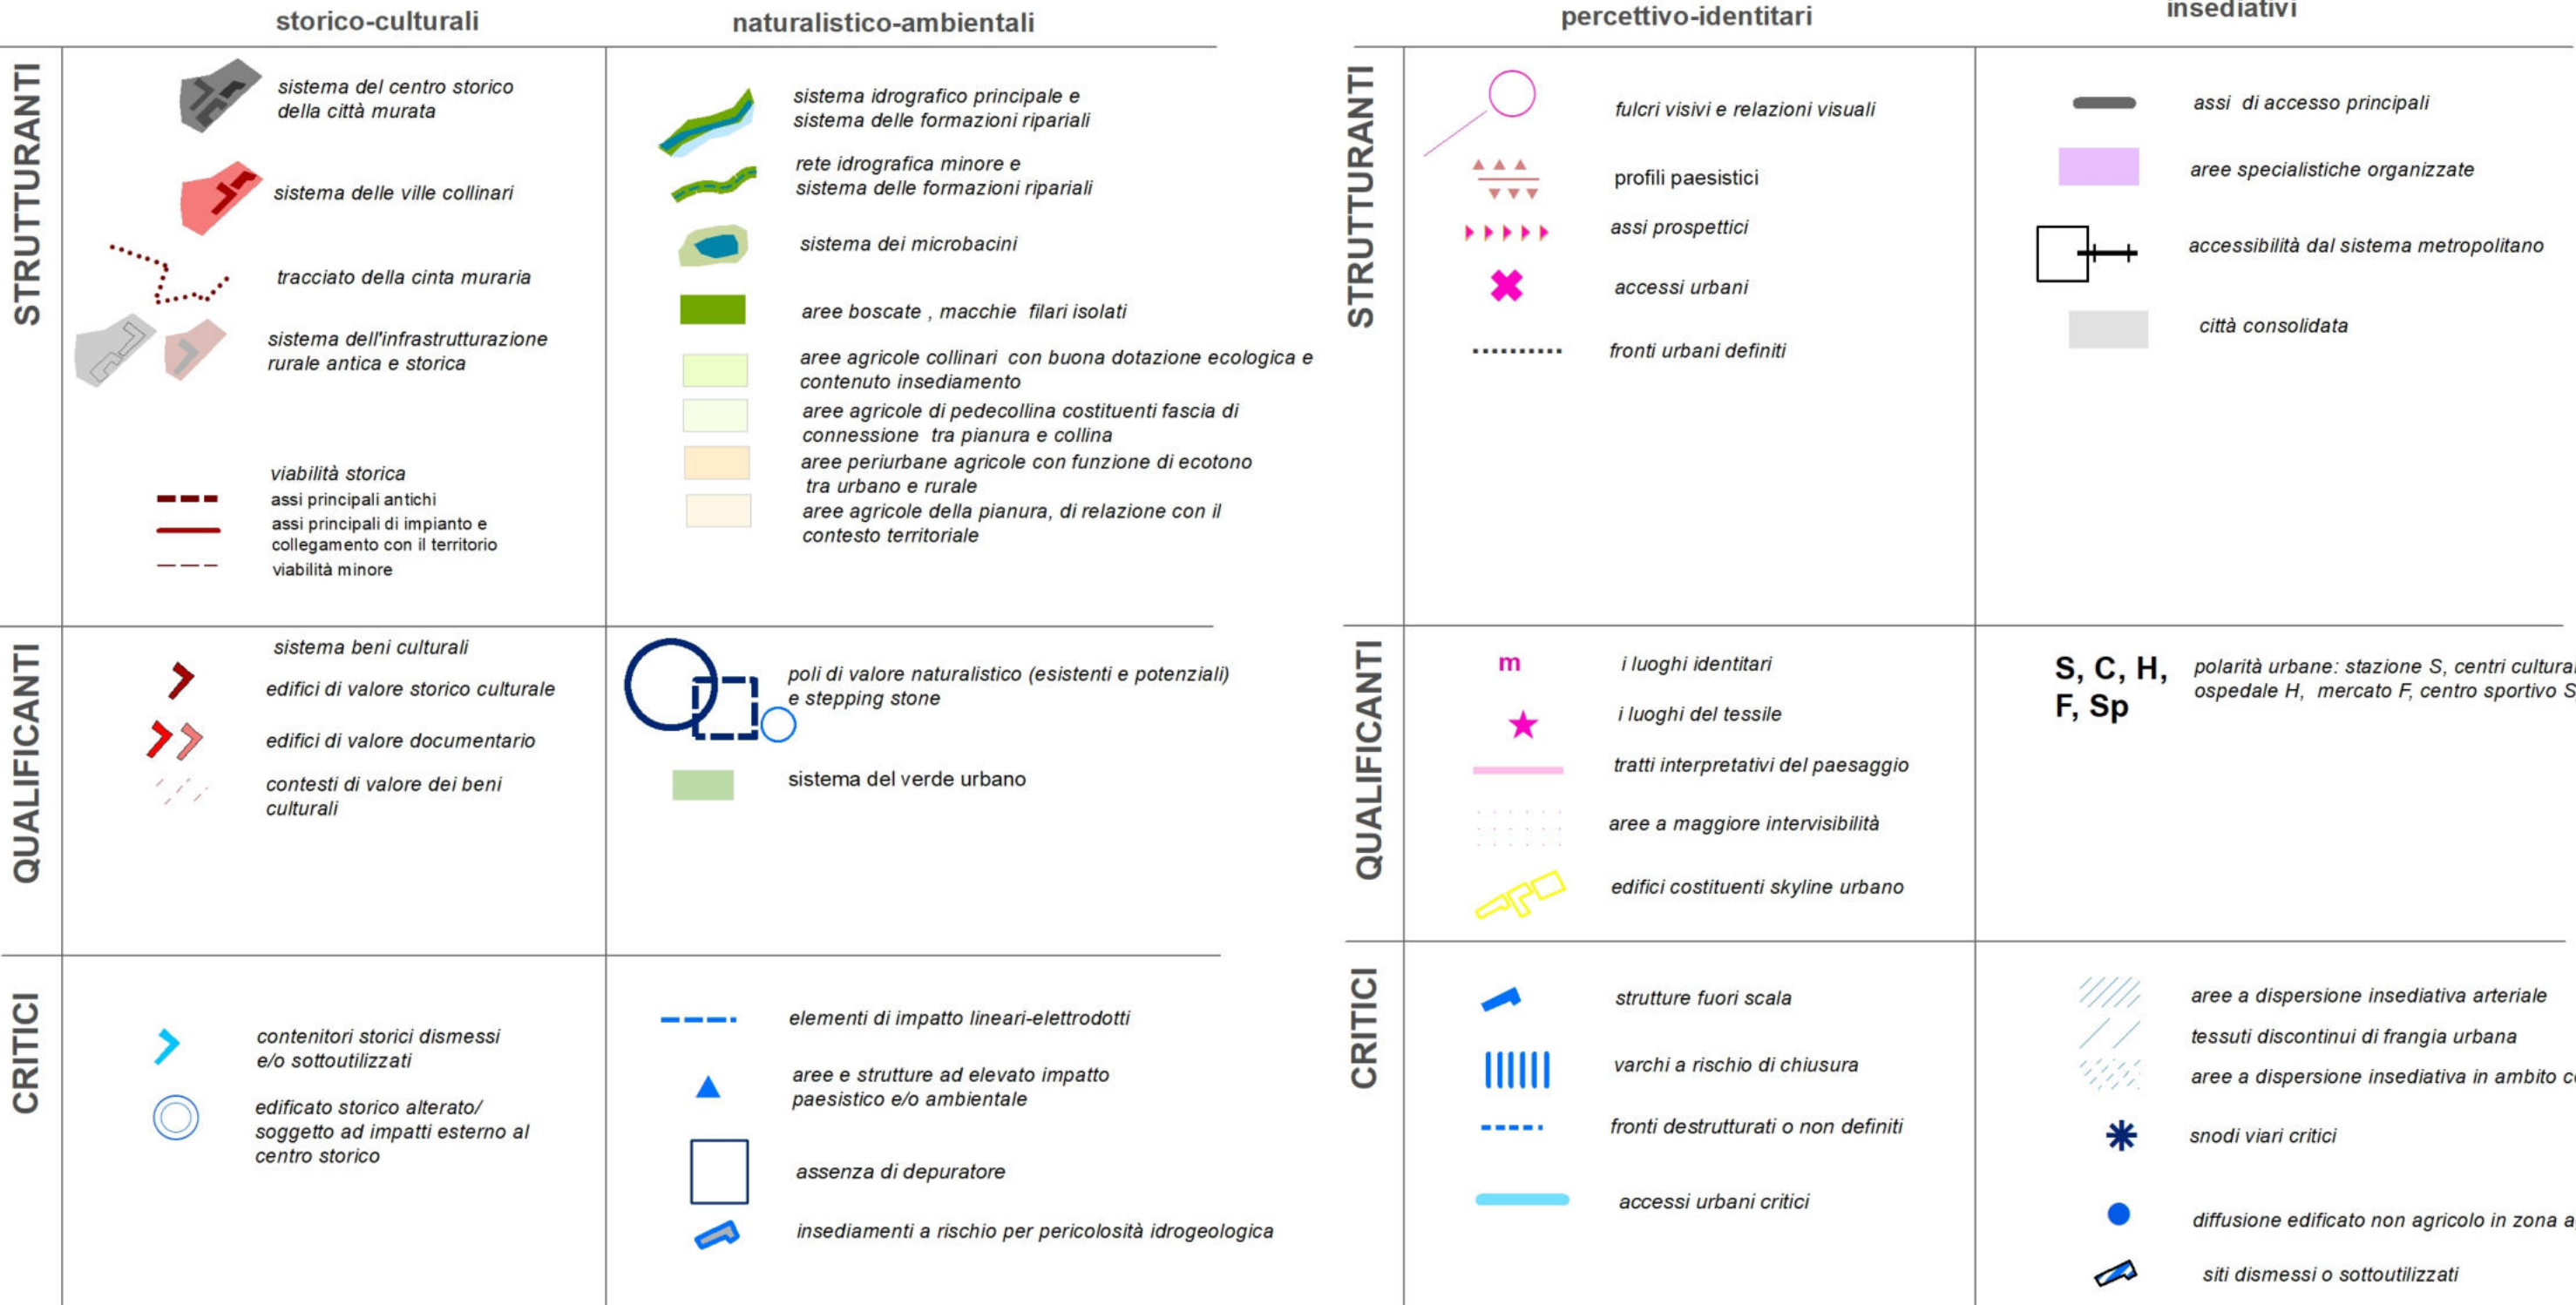 storico-culturali
naturalistico-ambientali
STRUTTURANTI
sistema del centro storico
della città murata
sistema delle ville collinari
tracciato della cinta muraria
sistema dell'infrastrutturazione
rurale antica e storica
viabilità storica
assi principali antichi
assi principali di impianto e
collegamento con il territorio
viabilità minore
sistema idrografico principale e
sistema delle formazioni ripariali
rete idrografica minore e
sistema delle formazioni ripariali
sistema dei microbacini
aree boscate , macchie filari isolati
aree agricole collinari con buona dotazione ecologica e
contenuto insediamento
aree agricole di pedecollina costituenti fascia di
connessione tra pianura e collina
aree periurbane agricole con funzione di ecotono
tra urbano e rurale
aree agricole della pianura, di relazione con il
contesto territoriale
QUALIFICANTI
sistema beni culturali
edifici di valore storico culturale
edifici di valore documentario
contesti di valore dei beni
culturali
poli di valore naturalistico (esistenti e potenziali)
e stepping stone
sistema del verde urbano
CRITICI
contenitori storici dismessi
e/o sottoutilizzati
edificato storico alterato/
soggetto ad impatti esterno al
centro storico
elementi di impatto lineari-elettrodotti
aree e strutture ad elevato impatto
paesistico e/o ambientale
assenza di depuratore
insediamenti a rischio per pericolosità idrogeologica
percettivo-identitari
insediativi
STRUTTURANTI
fulcri visivi e relazioni visuali
profili paesistici
assi prospettici
accessi urbani
fronti urbani definiti
assi di accesso principali
aree specialistiche organizzate
accessibilità dal sistema metropolitano
città consolidata
QUALIFICANTI
m i luoghi identitari
i luoghi del tessile
tratti interpretativi del paesaggio
aree a maggiore intervisibilità
edifici costituenti skyline urbano
S, C, H,
F, Sp
polarità urbane: stazione S, centri
ospedale H, mercato F, centro sportivo
CRITICI
strutture fuori scala
varchi a rischio di chiusura
fronti destrutturati o non definiti
accessi urbani critici
aree a dispersione insediativa arteriale
tessuti discontinui di frangia urbana
aree a dispersione insediativa in ambito
snodi viari critici
diffusione edificato non agricolo in zona
siti dismessi o sottoutilizzati